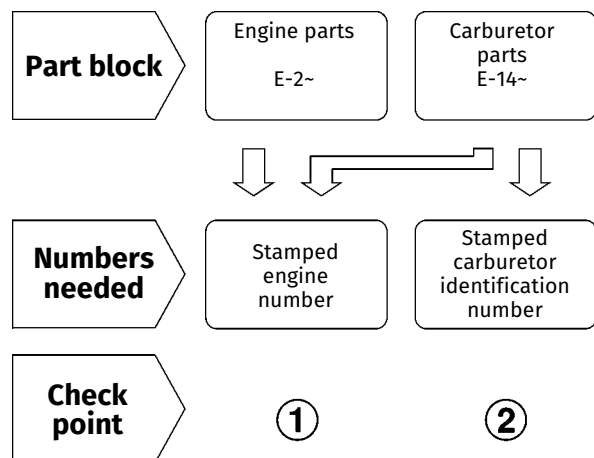 Part block
Engine parts
E-2~
Carburetor
parts
E-14~
Numbers
needed
Stamped
engine
number
Stamped
carburetor
identification
number
Check
point
①
②